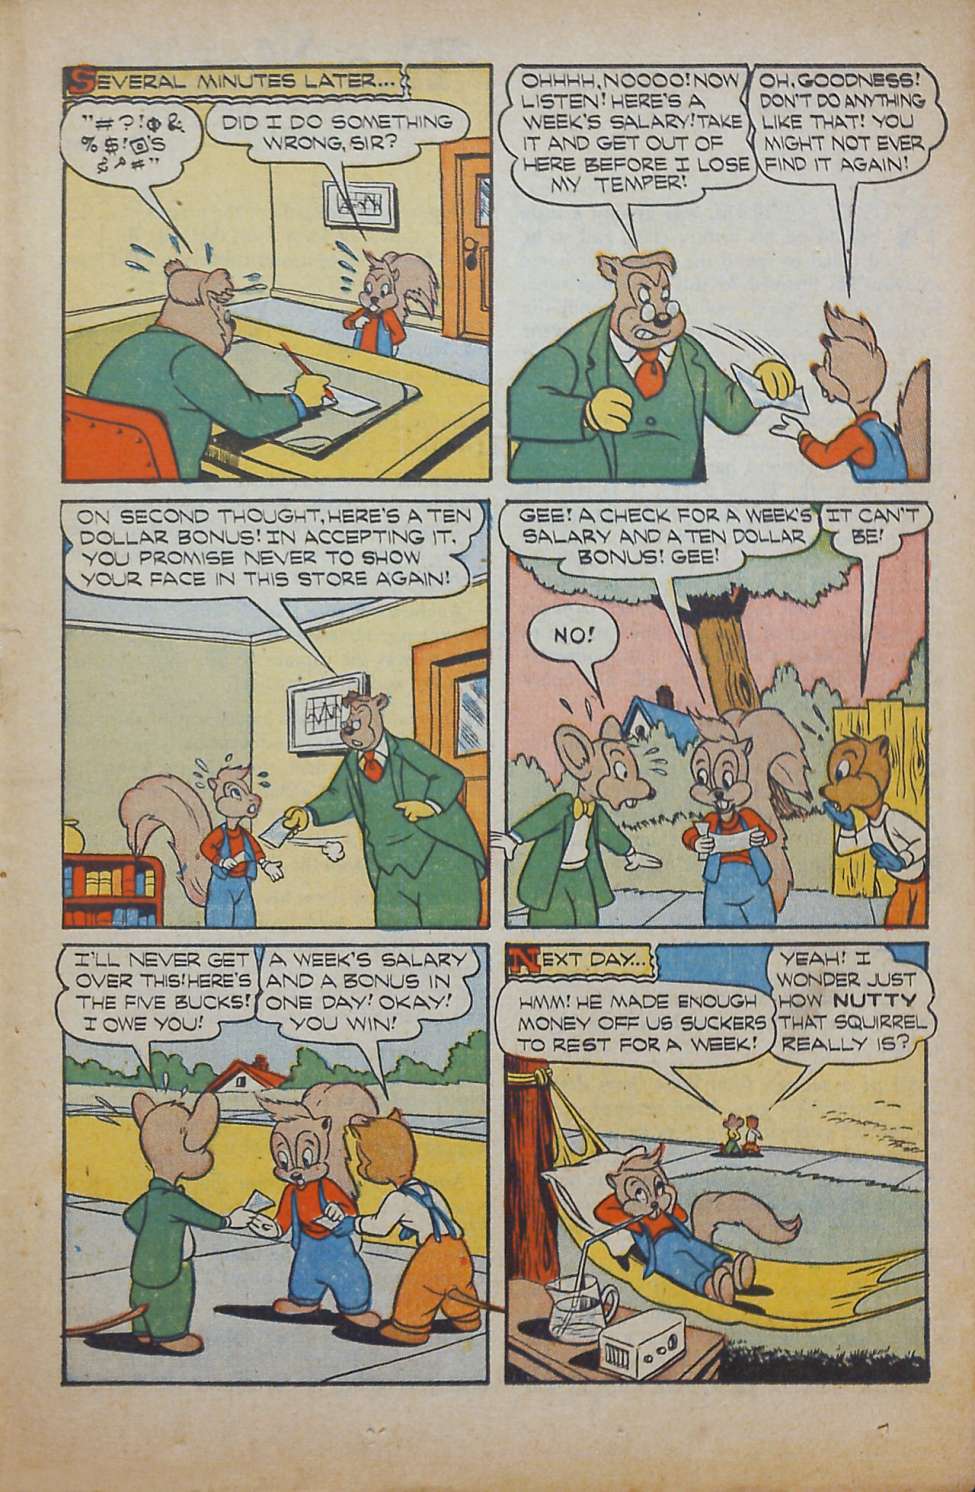 SEVERAL MINUTES LATER...
"#?!@&
%$!@'S
&?#"
DID I DO SOMETHING
WRONG, SIR?
OHHHH, NOOOO! NOW
LISTEN! HERE'S A
WEEK'S SALARY! TAKE
IT AND GET OUT OF
HERE BEFORE I LOSE
MY TEMPER!
OH, GOODNESS!
DON'T DO ANYTHING
LIKE THAT! YOU
MIGHT NOT EVER
FIND IT AGAIN!
ON SECOND THOUGHT, HERE'S A TEN
DOLLAR BONUS! IN ACCEPTING IT,
YOU PROMISE NEVER TO SHOW
YOUR FACE IN THIS STORE AGAIN!
NO!
GEE! A CHECK FOR A WEEK'S
SALARY AND A TEN DOLLAR
BONUS! GEE!
IT CAN'T
BE!
I'LL NEVER GET
OVER THIS! HERE'S
THE FIVE BUCKS!
I OWE YOU!
A WEEK'S SALARY
AND A BONUS IN
ONE DAY! OKAY!
YOU WIN!
NEXT DAY...
HMM! HE MADE ENOUGH
MONEY OFF US SUCKERS
TO REST FOR A WEEK!
YEAH! I
WONDER JUST
HOW NUTTY
THAT SQUIRREL
REALLY IS?